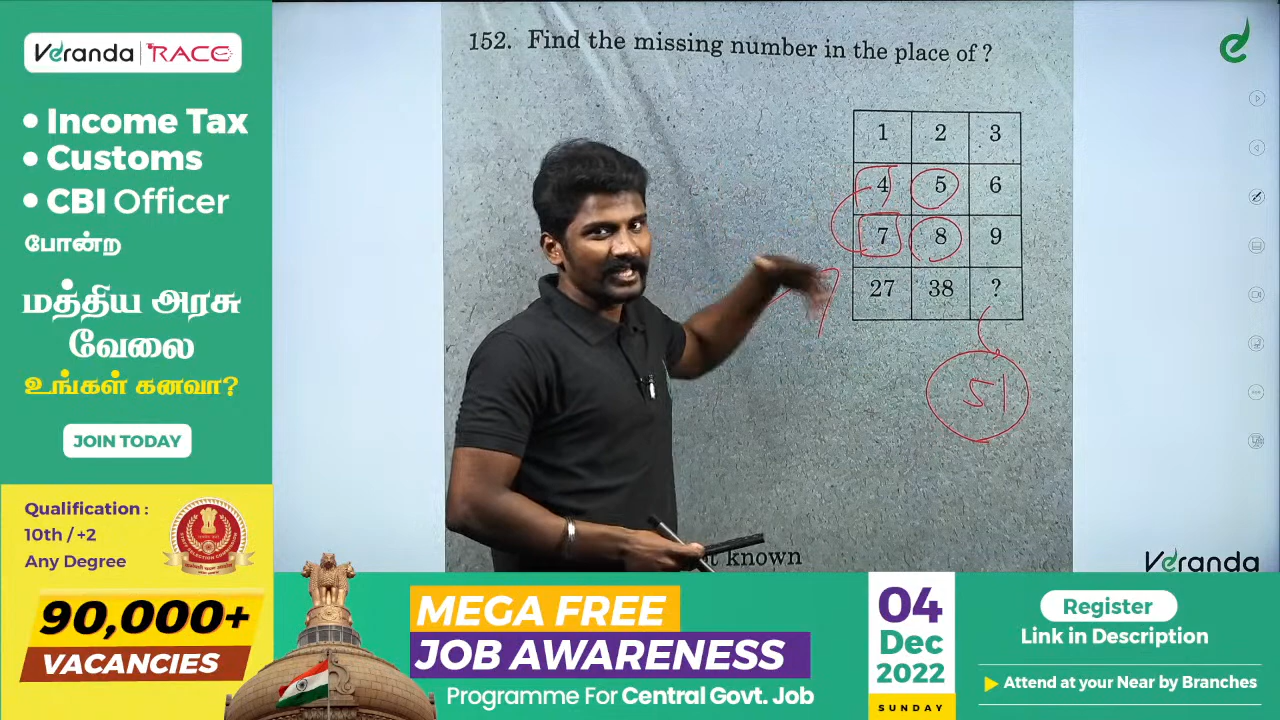 Veranda RACE
• Income Tax
• Customs
• CBI Officer
போன்ற
மத்திய அரசு
வேலை
உங்கள் கனவா?
JOIN TODAY
Qualification :
10th / +2
Any Degree
90,000+
VACANCIES
152. Find the missing number in the place of ?
1 2 3
4 5 6
7 8 9
27 38 ?
51
known
Veranda
MEGA FREE
JOB AWARENESS
Programme For Central Govt. Job
04
Dec
2022
SUNDAY
Register
Link in Description
Attend at your Near by Branches